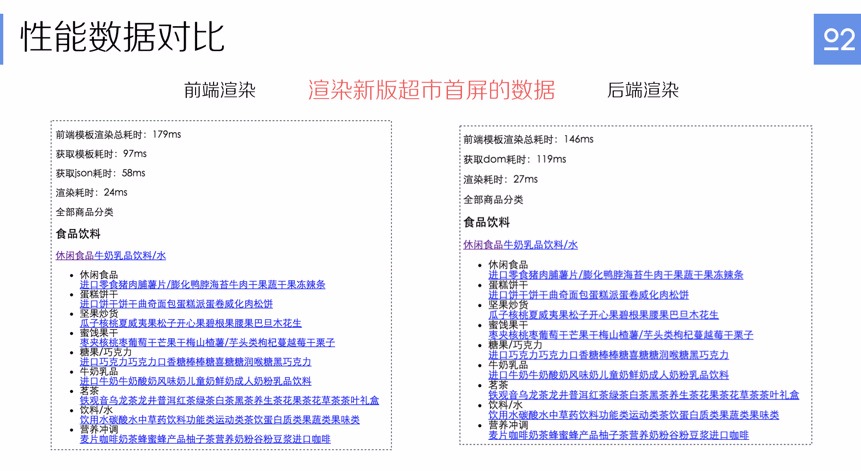 性能数据对比
02
前端渲染
渲染新版超市首屏的数据
后端渲染
前端模板渲染总耗时：179ms
获取模板耗时：97ms
获取json耗时：58ms
渲染耗时：24ms
全部商品分类
食品饮料
休闲食品牛奶乳品饮料/水
休闲食品
进口零食猪肉脯薯片/膨化鸭脖海苔牛肉干果蔬干果冻辣条
蛋糕饼干
进口饼干饼干曲奇面包蛋糕派蛋卷威化肉松饼
坚果炒货
瓜子核桃夏威夷果松子开心果碧根果腰果巴旦木花生
蜜饯果干
枣夹核桃枣葡萄干芒果干梅山楂薯/芋头类枸杞蔓越莓干栗子
糖果/巧克力
进口巧克力巧克力口香糖棒棒糖喜糖糖润喉糖黑巧克力
牛奶乳品
进口牛奶牛奶酸奶风味奶儿童奶鲜奶成人奶粉乳品饮料
茗茶
铁观音乌龙茶龙井普洱红茶绿茶白茶黑茶养生茶花果茶花草茶茶叶礼盒
饮料/水
饮用水碳酸水中草药饮料功能类运动类茶饮蛋白质类果蔬类果味类
营养冲调
麦片咖啡奶茶蜂蜜蜂产品柚子茶营养奶粉谷粉豆浆进口咖啡
前端模板渲染总耗时：146ms
获取dom耗时：119ms
渲染耗时：27ms
全部商品分类
食品饮料
休闲食品牛奶乳品饮料/水
休闲食品
进口零食猪肉脯薯片/膨化鸭脖海苔牛肉干果蔬干果冻辣条
蛋糕饼干
进口饼干饼干曲奇面包蛋糕派蛋卷威化肉松饼
坚果炒货
瓜子核桃夏威夷果松子开心果碧根果腰果巴旦木花生
蜜饯果干
枣夹核桃枣葡萄干芒果干梅山楂薯/芋头类枸杞蔓越莓干栗子
糖果/巧克力
进口巧克力巧克力口香糖棒棒糖喜糖糖润喉糖黑巧克力
牛奶乳品
进口牛奶牛奶酸奶风味奶儿童奶鲜奶成人奶粉乳品饮料
茗茶
铁观音乌龙茶龙井普洱红茶绿茶白茶黑茶养生茶花果茶花草茶茶叶礼盒
饮料/水
饮用水碳酸水中草药饮料功能类运动类茶饮蛋白质类果蔬类果味类
营养冲调
麦片咖啡奶茶蜂蜜蜂产品柚子茶营养奶粉谷粉豆浆进口咖啡